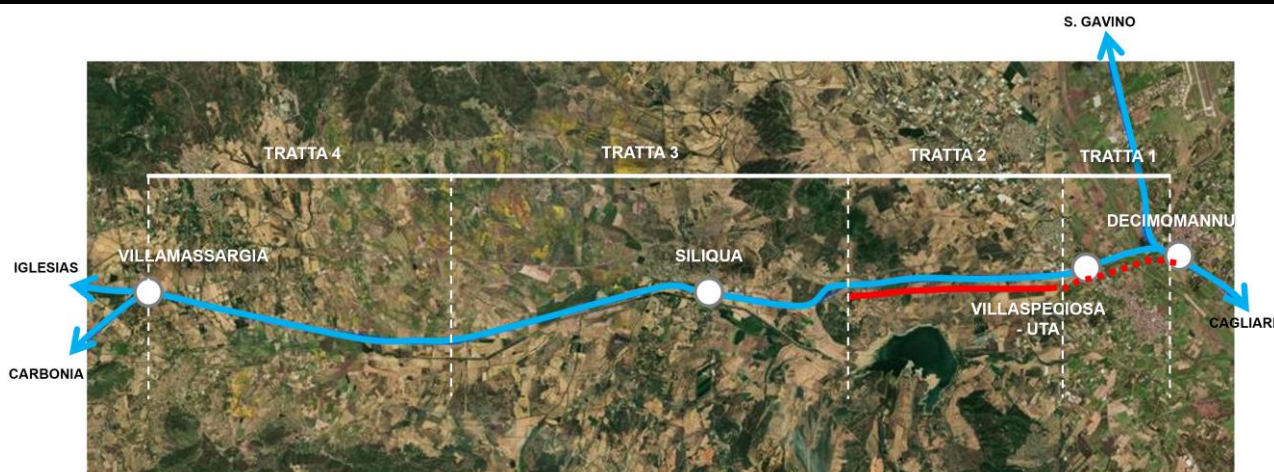 S. GAVINO
TRATTA 4
TRATTA 3
TRATTA 2
TRATTA 1
DECIMOMANNU
VILLAMASSARGIA
SILIQUA
IGLESIAS
VILLASPECIOSA
- UTA
CAGLIARI
CARBONIA